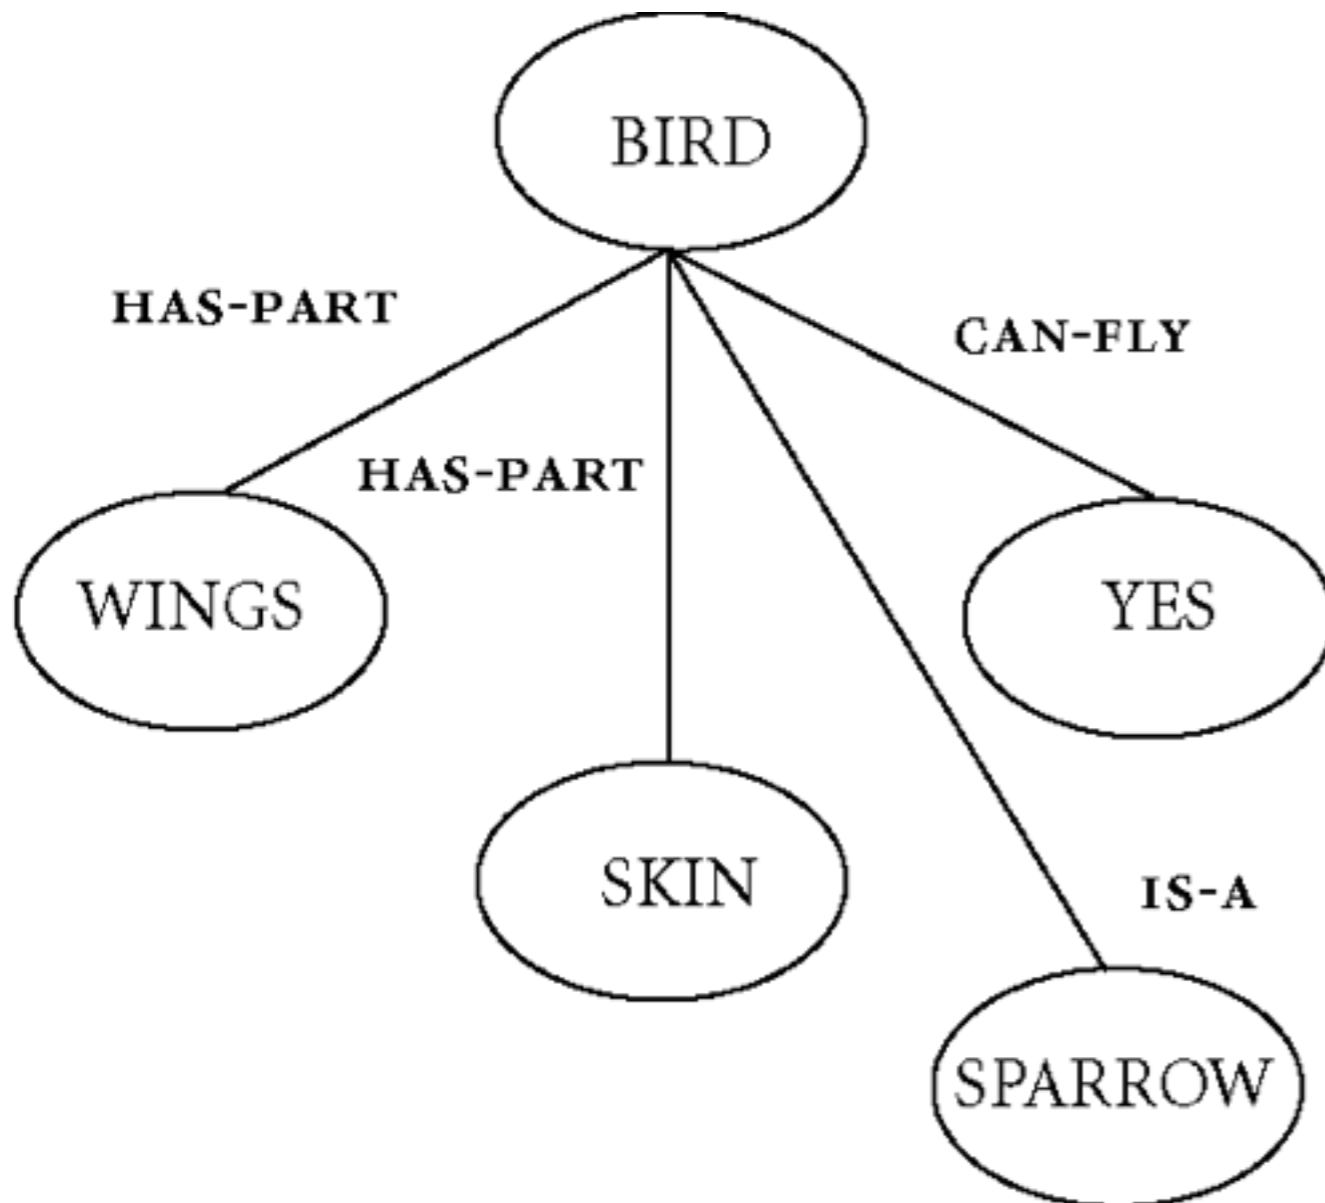 BIRD
HAS-PART
CAN-FLY
HAS-PART
WINGS
YES
SKIN
IS-A
SPARROW